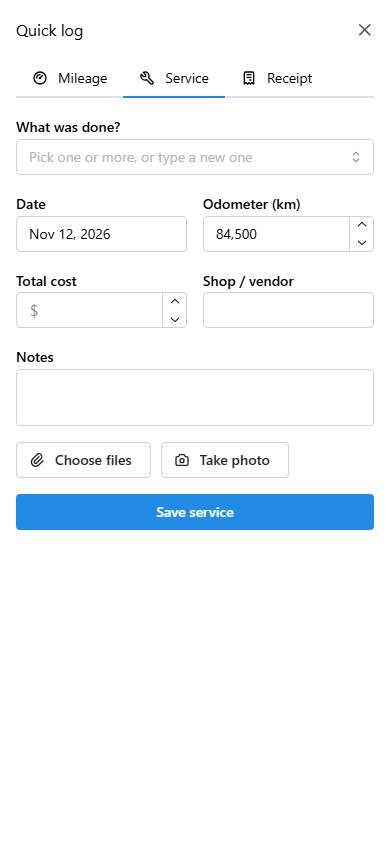 Quick log
Mileage Service Receipt
What was done?
Pick one or more, or type a new one
Date Odometer (km)
Nov 12, 2026 84,500
Total cost Shop / vendor
$
Notes
Choose files Take photo
Save service